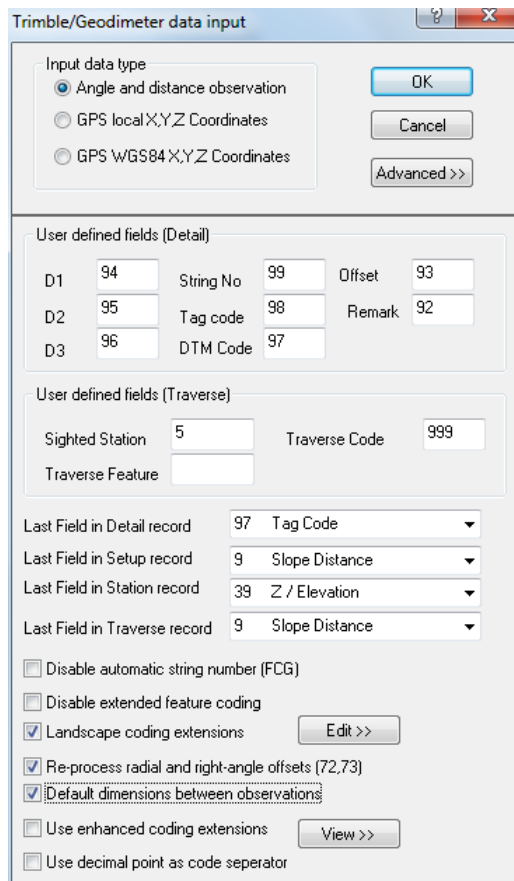 Trimble/Geodimeter data input
Input data type
Angle and distance observation
OK
GPS local X,Y,Z Coordinates
Cancel
GPS WGS84 X,Y,Z Coordinates
Advanced >>
User defined fields (Detail)
D1 94 String No 99 Offset 93
D2 95 Tag code 98 Remark 92
D3 96 DTM Code 97
User defined fields (Traverse)
Sighted Station 5 Traverse Code 999
Traverse Feature
Last Field in Detail record 97 Tag Code
Last Field in Setup record 9 Slope Distance
Last Field in Station record 39 Z / Elevation
Last Field in Traverse record 9 Slope Distance
Disable automatic string number (FCG)
Disable extended feature coding
Landscape coding extensions Edit >>
Re-process radial and right-angle offsets (72,73)
Default dimensions between observations
Use enhanced coding extensions View >>
Use decimal point as code seperator